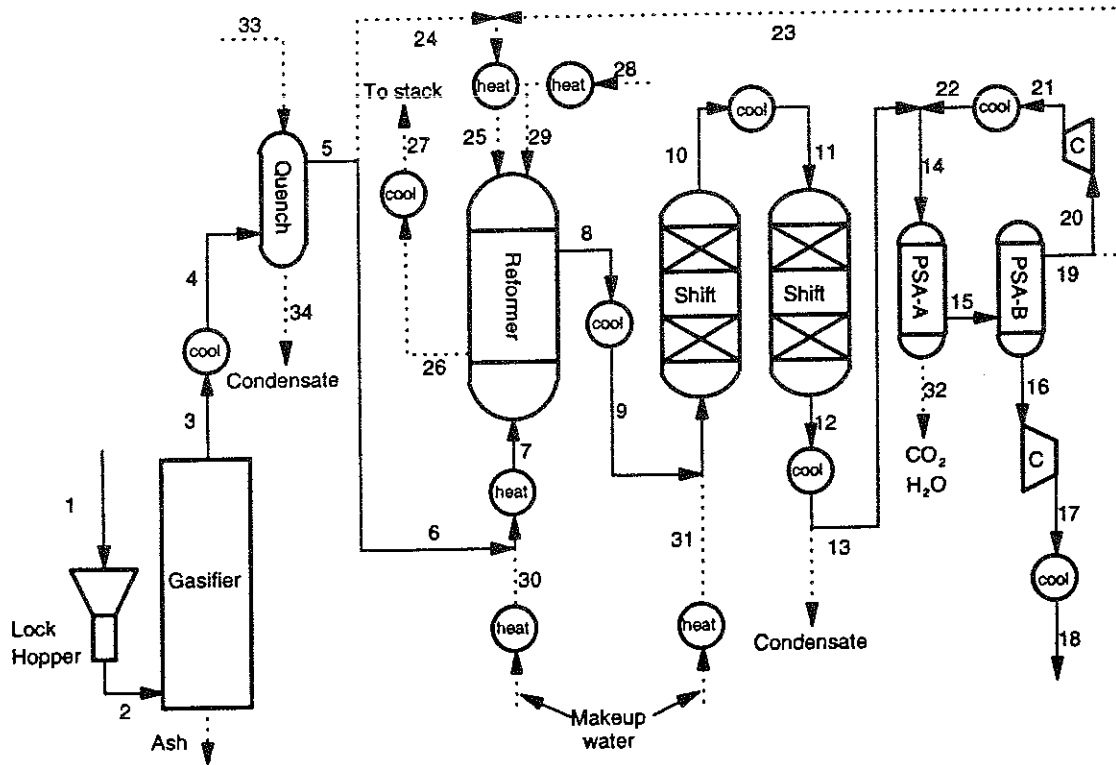 33
24
23
heat
heat
28
To stack
22
21
cool
cool
5
25
29
27
10
11
C
Quench
cool
14
20
4
8
Reformer
PSA-A
PSA-B
19
Shift
Shift
15
34
cool
cool
26
32
16
Condensate
3
9
12
CO₂
H₂O
7
cool
C
1
heat
17
6
31
13
Gasifier
30
cool
Lock
Hopper
heat
heat
Condensate
18
2
Makeup
water
Ash